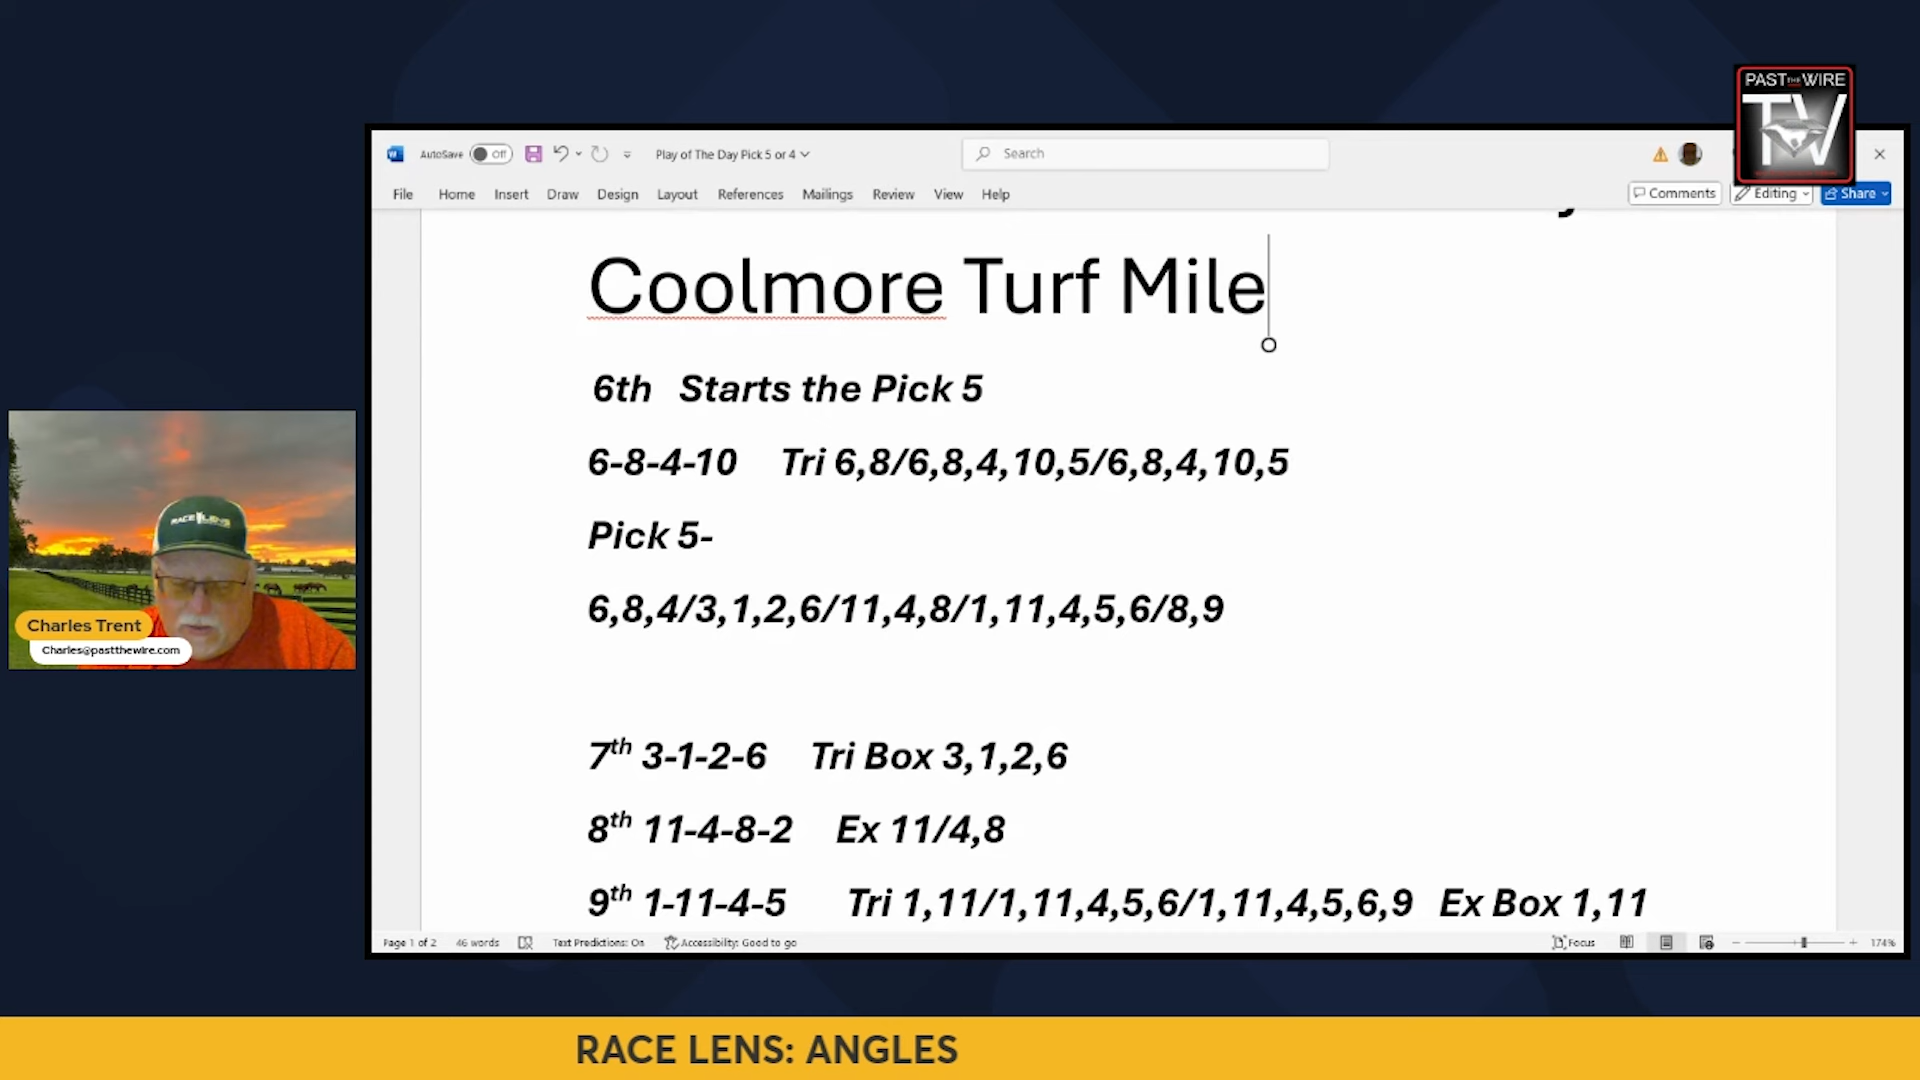 PAST THE WIRE
TV
AutoSave Off Play of The Day Pick 5 or 4 Search
File Home Insert Draw Design Layout References Mailings Review View Help Comments Editing Share
Coolmore Turf Mile
6th Starts the Pick 5
6-8-4-10 Tri 6,8/6,8,4,10,5/6,8,4,10,5
Pick 5-
6,8,4/3,1,2,6/11,4,8/1,11,4,5,6/8,9
7th 3-1-2-6 Tri Box 3,1,2,6
8th 11-4-8-2 Ex 11/4,8
9th 1-11-4-5 Tri 1,11/1,11,4,5,6/1,11,4,5,6,9 Ex Box 1,11
Page 1 of 2 46 words Text Predictions: On Accessibility: Good to go Focus 174%
RACE LENS
Charles Trent
Charles@pastthewire.com
RACE LENS: ANGLES